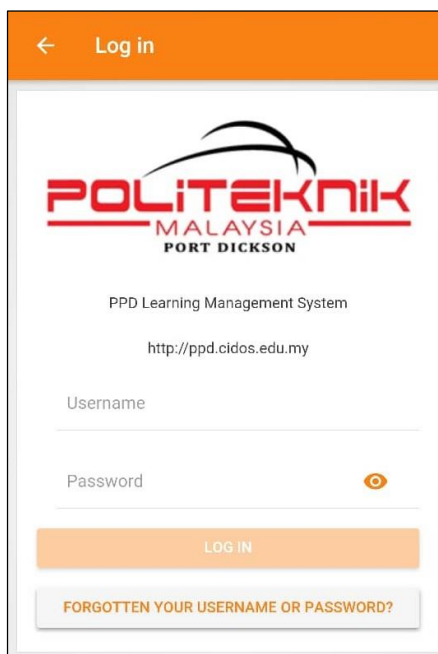 Log in
POLiTEKNiK
MALAYSIA
PORT DICKSON
PPD Learning Management System
http://ppd.cidos.edu.my
Username
Password
LOG IN
FORGOTTEN YOUR USERNAME OR PASSWORD?